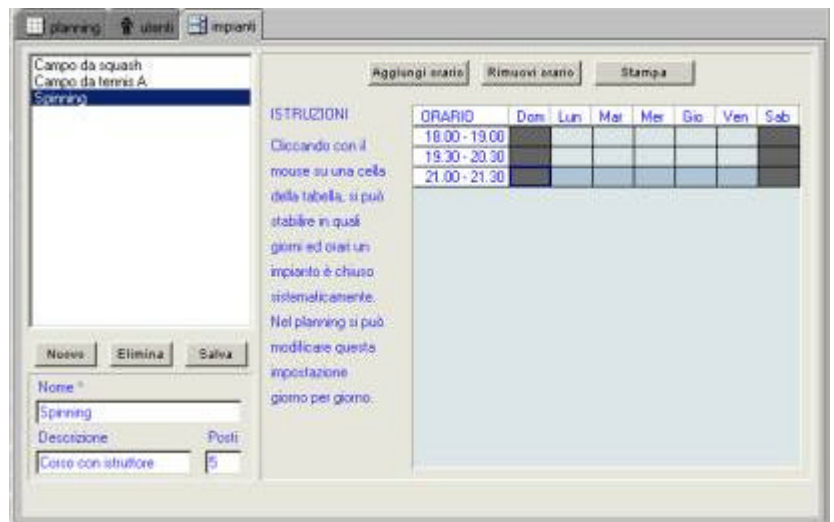 planning utenti impianti
Campo da squash
Campo da tennis A
Spinning
Aggiungi orario Rimuovi orario Stampa
ISTRUZIONI
Cliccando con il
mouse su una cella
della tabella, si può
stabilire in quali
giorni ed orari un
impianto è chiuso
sistematicamente.
Nel planning si può
modificare questa
impostazione
giorno per giorno.
ORARIO Dom Lun Mar Mer Gio Ven Sab
18.00 - 19.00
19.30 - 20.30
21.00 - 21.30
Nuovo Elimina Salva
Nome *
Spinning
Descrizione Posti
Corso con istruttore 5